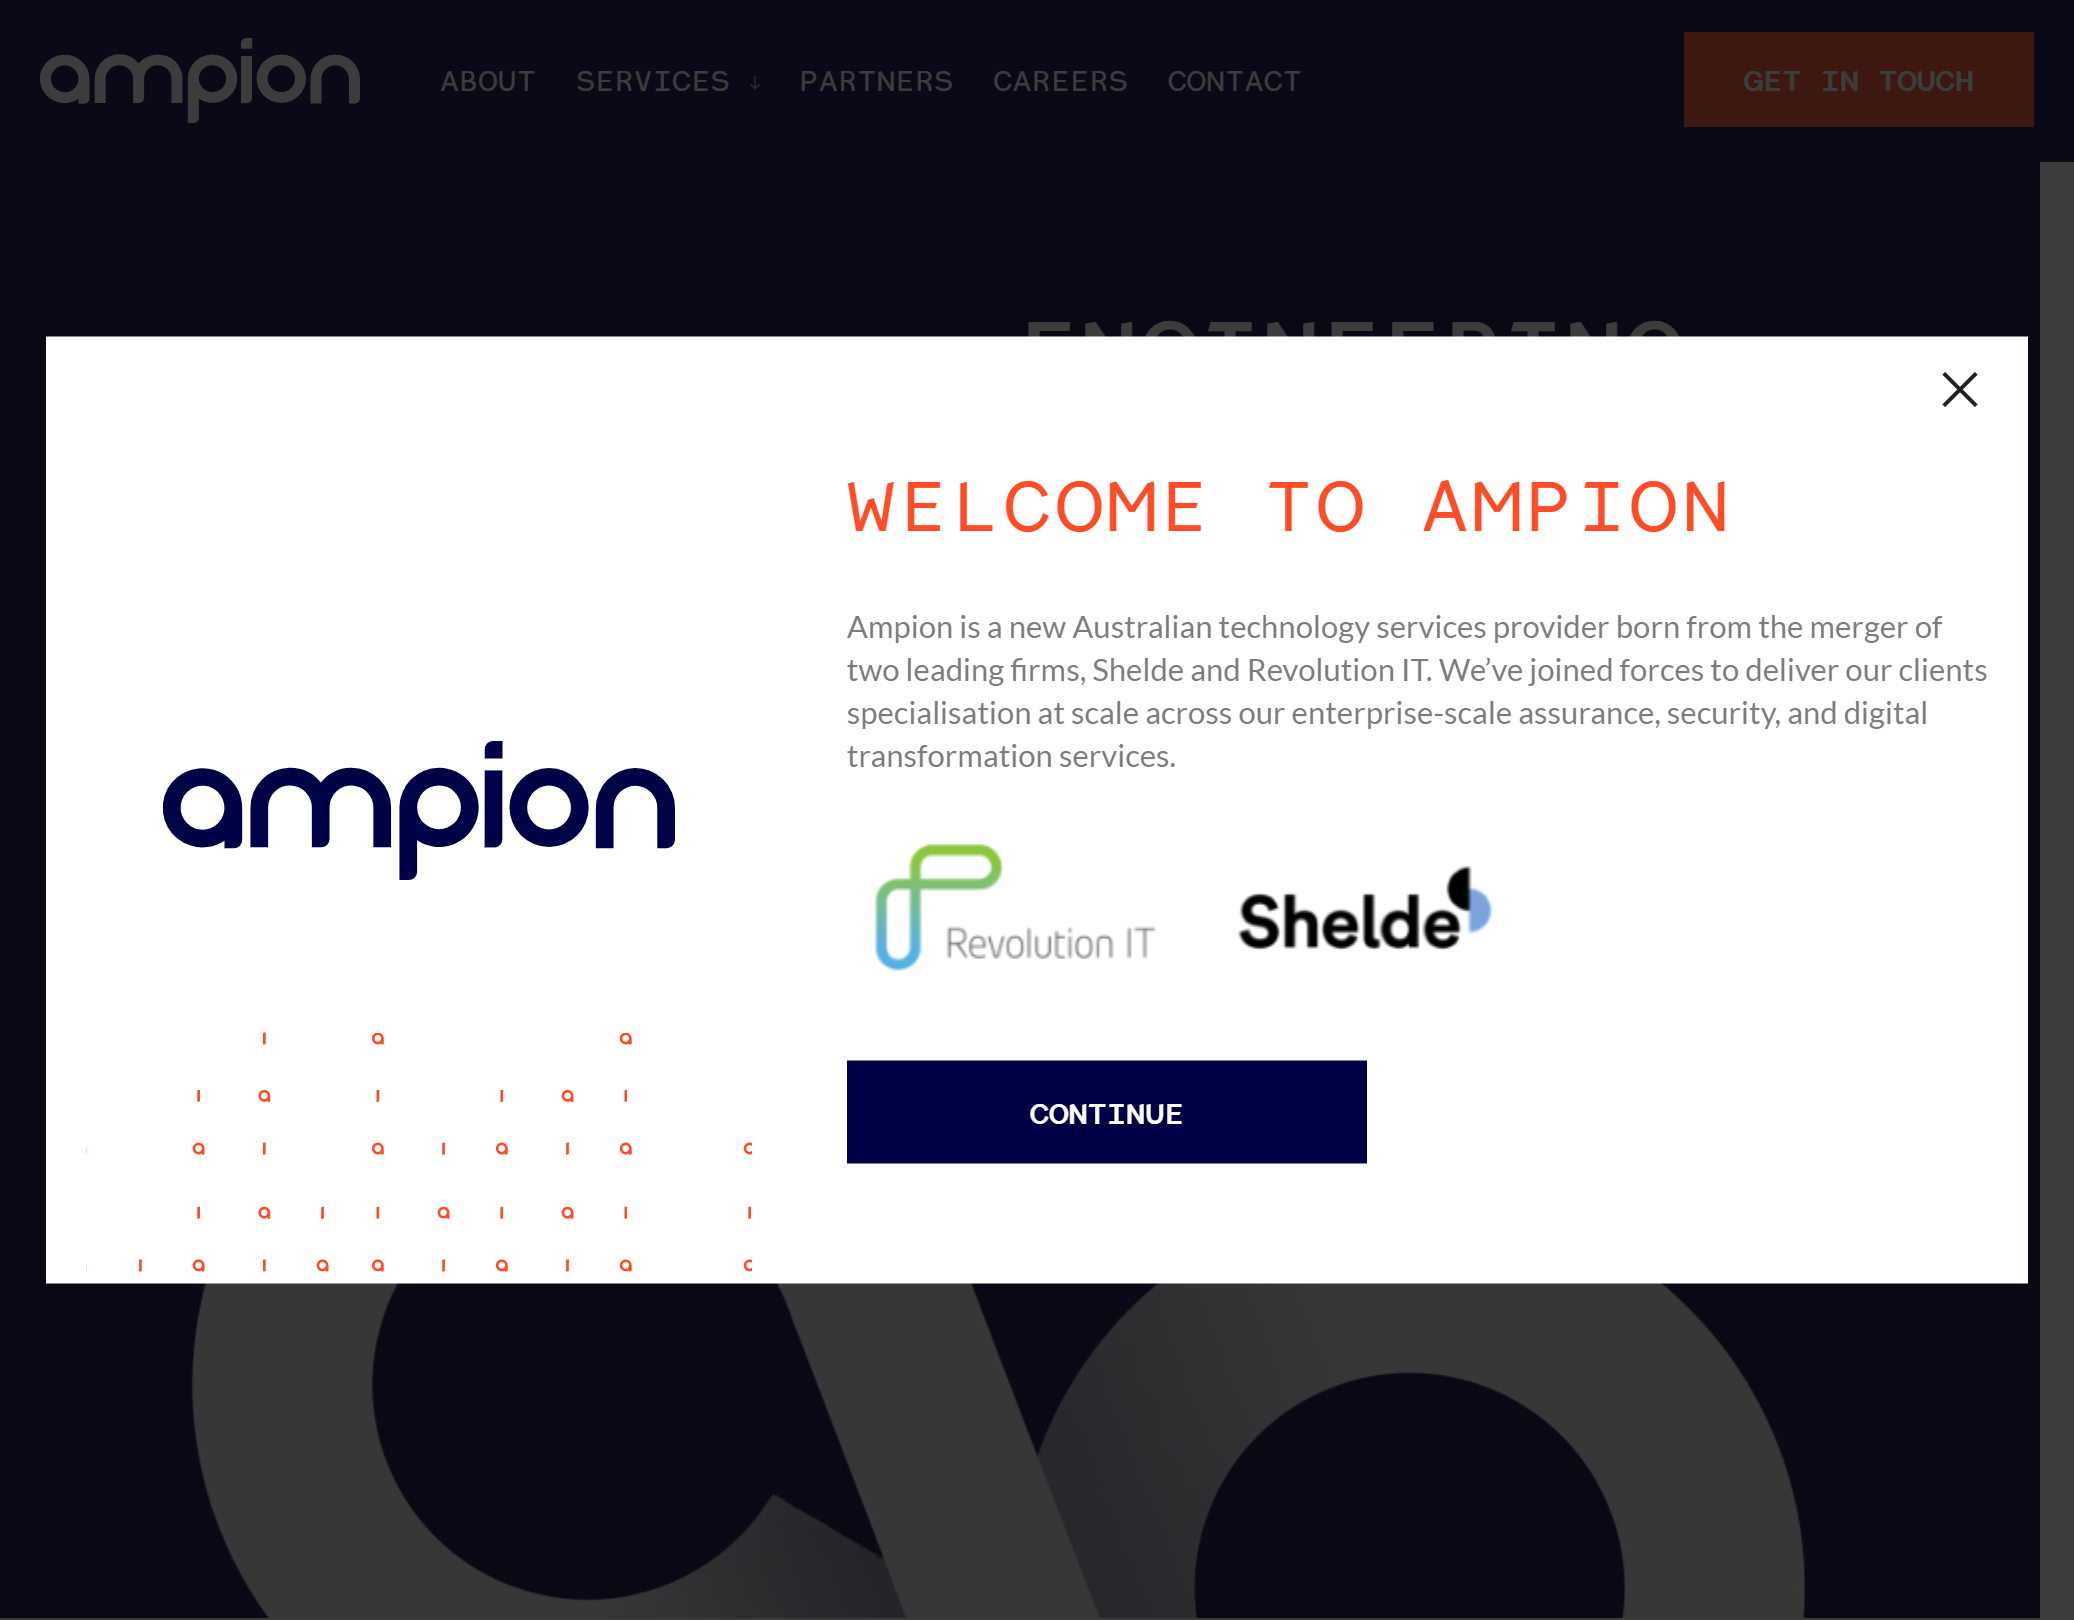 ampion
ABOUT SERVICES ↓ PARTNERS CAREERS CONTACT
GET IN TOUCH
ENGINEERING
WELCOME TO AMPION
Ampion is a new Australian technology services provider born from the merger of
two leading firms, Shelde and Revolution IT. We’ve joined forces to deliver our clients
specialisation at scale across our enterprise-scale assurance, security, and digital
transformation services.
ampion
Revolution IT
Shelde
CONTINUE